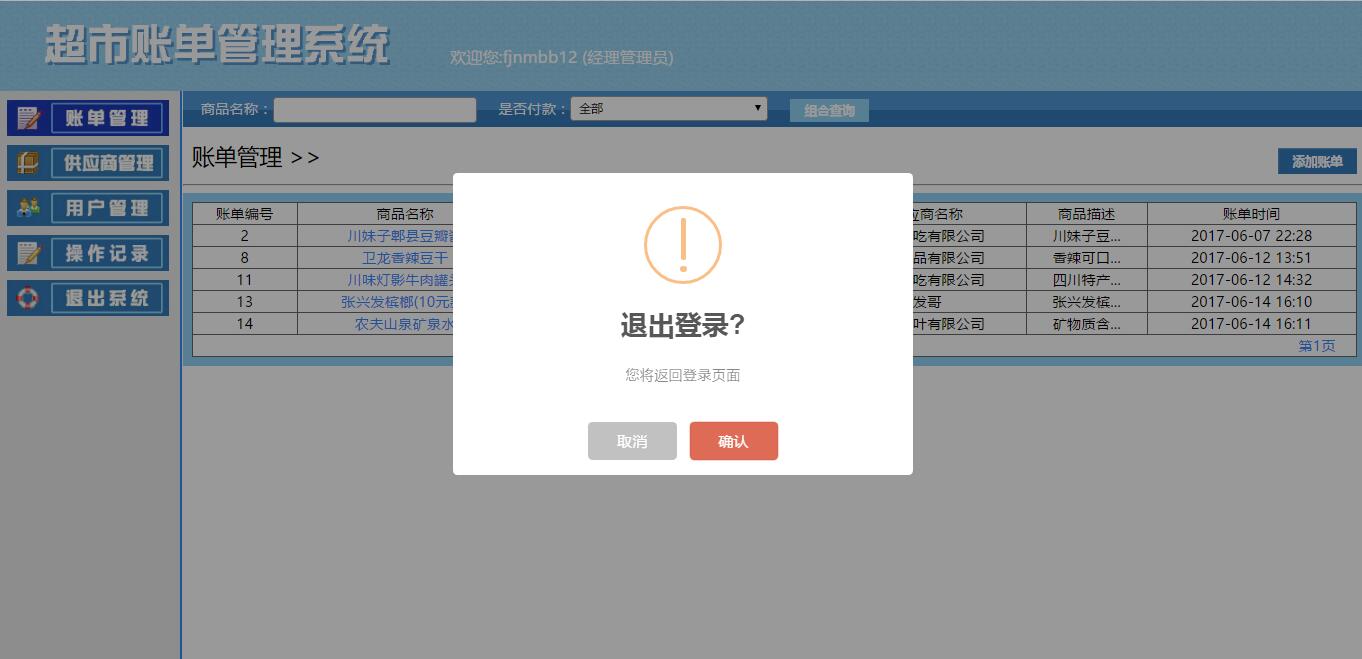 超市账单管理系统
欢迎您:fjnmbb12 (经理管理员)
账单管理
供应商管理
用户管理
操作记录
退出系统
商品名称： 是否付款： 全部 组合查询
账单管理 >>
添加账单
账单编号 商品名称 应商名称 商品描述 账单时间
2 川妹子郫县豆瓣 吃有限公司 川妹子豆... 2017-06-07 22:28
8 卫龙香辣豆干 品有限公司 香辣可口... 2017-06-12 13:51
11 川味灯影牛肉罐 吃有限公司 四川特产... 2017-06-12 14:32
13 张兴发槟榔(10元 发哥 张兴发槟... 2017-06-14 16:10
14 农夫山泉矿泉水 叶有限公司 矿物质含... 2017-06-14 16:11
第1页
退出登录?
您将返回登录页面
取消 确认